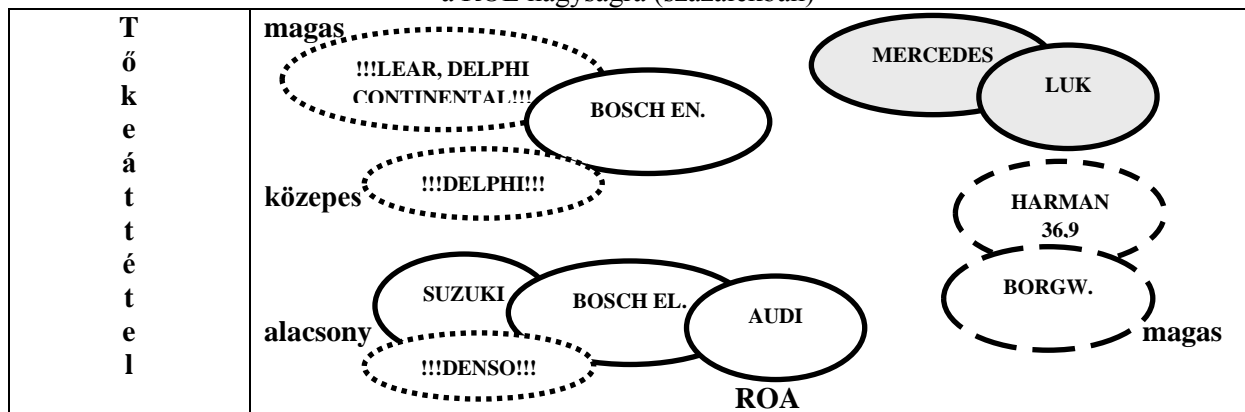 a ROE nagyságra (százalékban)
T
ő
k
e
á
t
t
é
t
e
l
magas
!!!LEAR, DELPHI
CONTINENTAL!!!
BOSCH EN.
MERCEDES
LUK
közepes
!!!DELPHI!!!
HARMAN
36,9
SUZUKI
BOSCH EL.
AUDI
BORGW.
alacsony
magas
!!!DENSO!!!
ROA